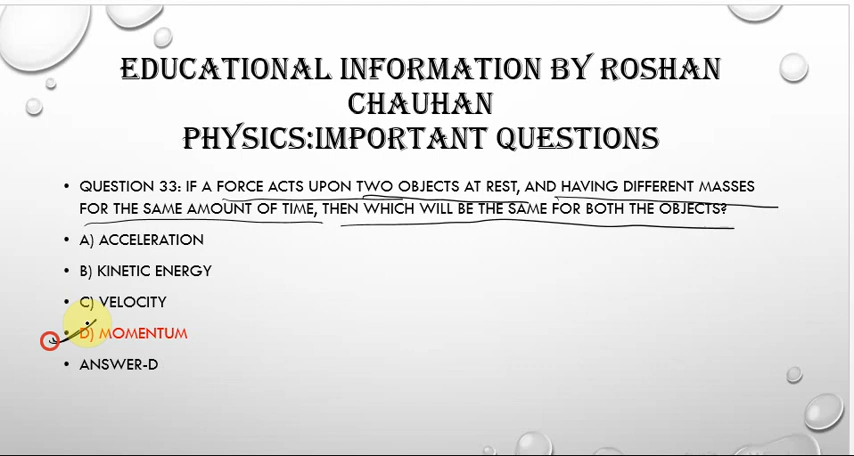 EDUCATIONAL INFORMATION BY ROSHAN
CHAUHAN
PHYSICS:IMPORTANT QUESTIONS
• QUESTION 33: IF A FORCE ACTS UPON TWO OBJECTS AT REST, AND HAVING DIFFERENT MASSES
FOR THE SAME AMOUNT OF TIME, THEN WHICH WILL BE THE SAME FOR BOTH THE OBJECTS?
• A) ACCELERATION
• B) KINETIC ENERGY
• C) VELOCITY
• D) MOMENTUM
• ANSWER-D